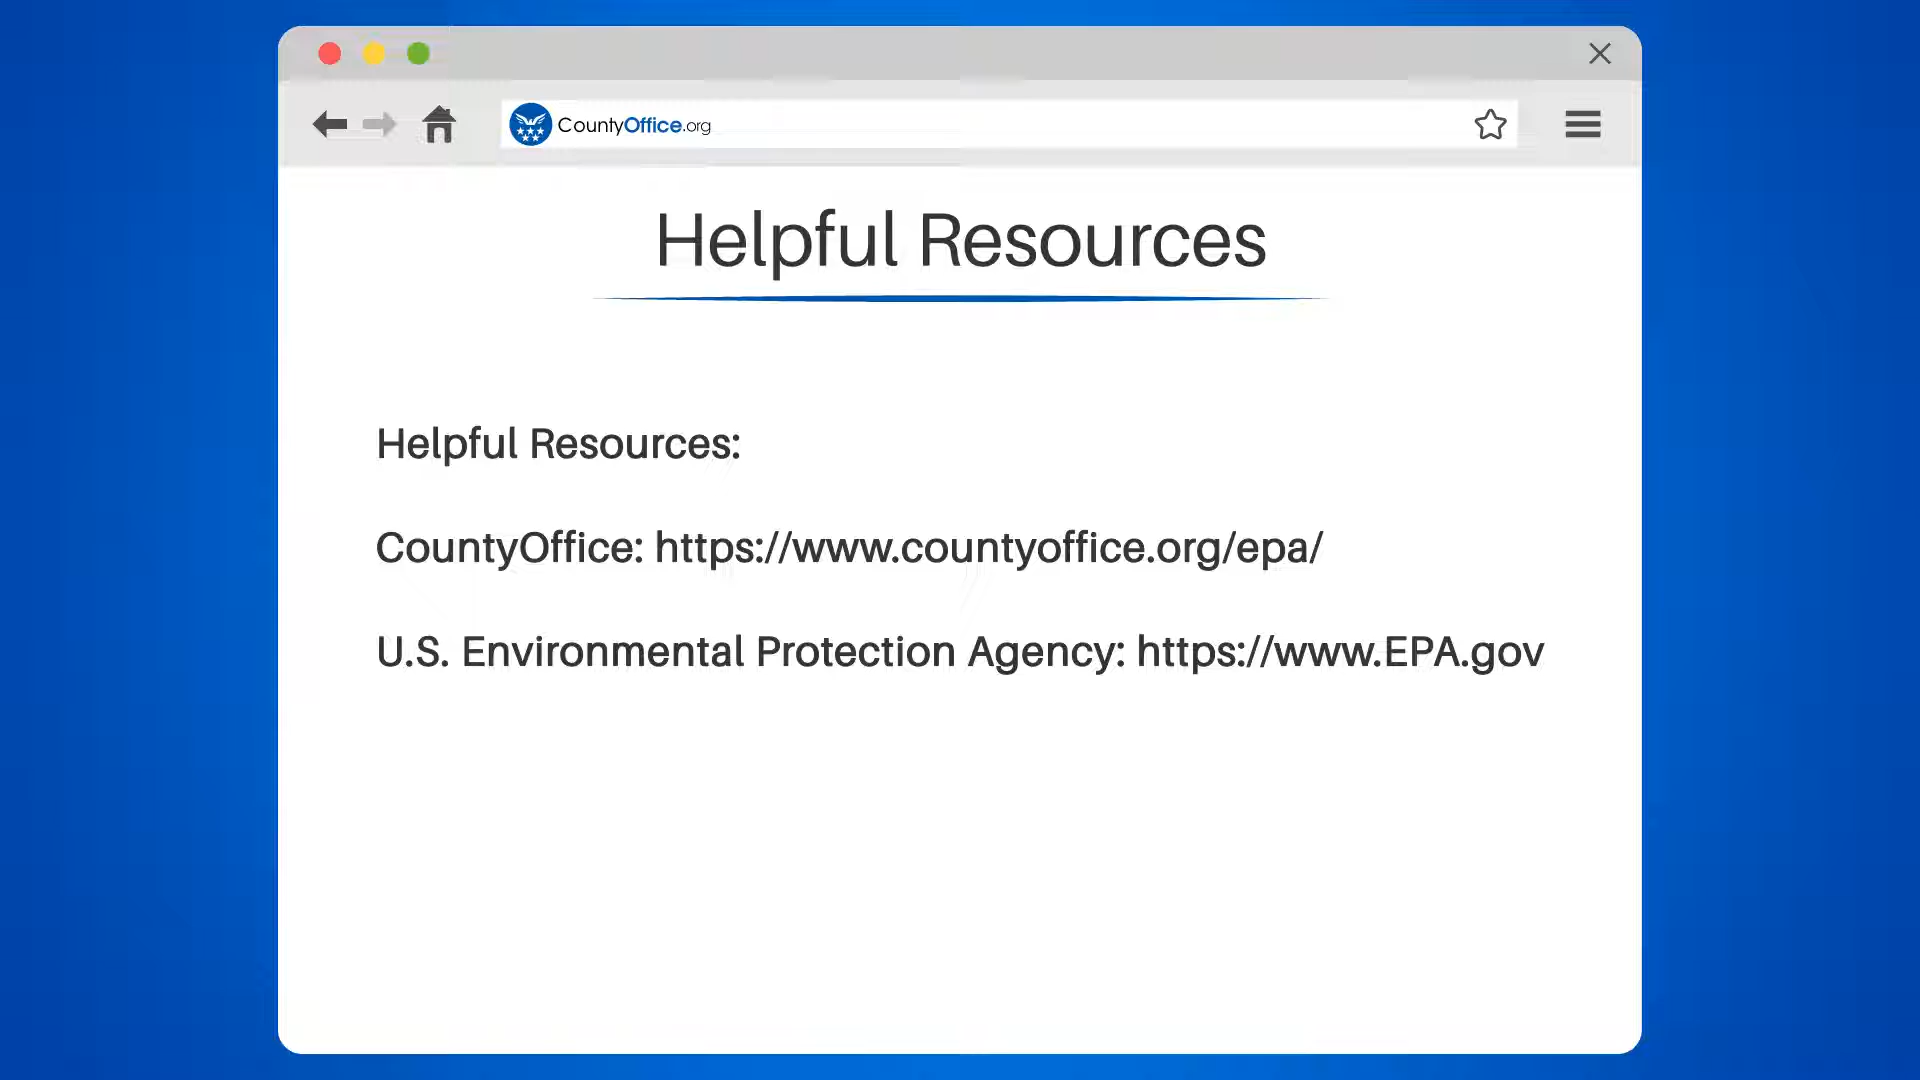 CountyOffice.org
Helpful Resources
Helpful Resources:
CountyOffice: https://www.countyoffice.org/epa/
U.S. Environmental Protection Agency: https://www.EPA.gov